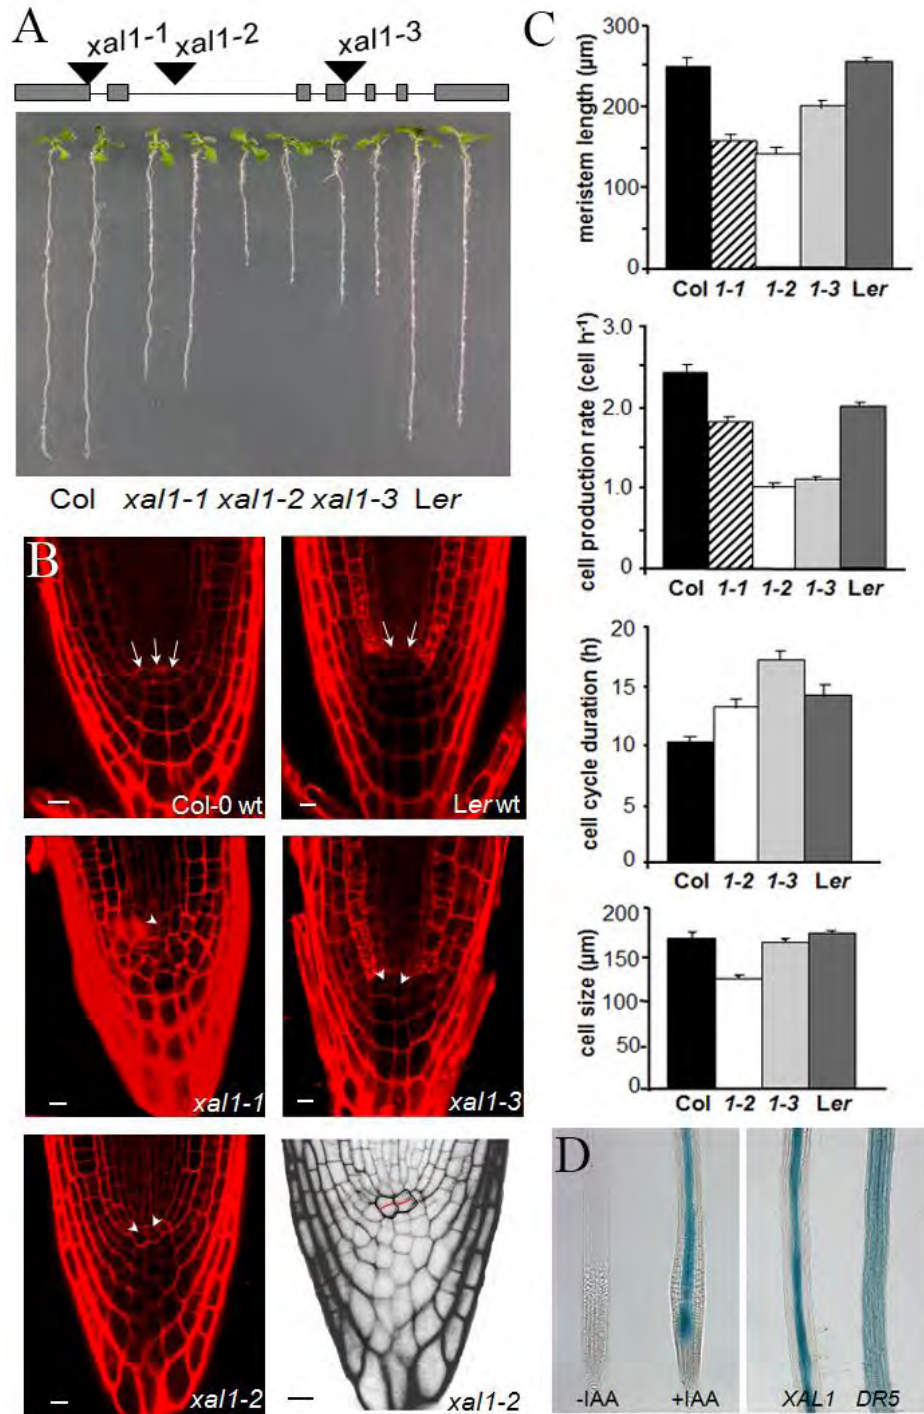 A
xal1-1 xal1-2 xal1-3
Col xal1-1 xal1-2 xal1-3 Ler
B
Col-0 wt
Ler wt
xal1-1
xal1-3
xal1-2
xal1-2
C
meristem length (µm)
300
200
100
0
Col 1-1 1-2 1-3 Ler
cell production rate (cell h-1)
3.0
2.0
1.0
0
Col 1-1 1-2 1-3 Ler
cell cycle duration (h)
20
15
10
5
0
Col 1-2 1-3 Ler
cell size (µm)
200
150
100
50
0
Col 1-2 1-3 Ler
D
-IAA +IAA XAL1 DR5